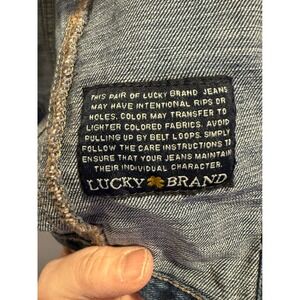 THIS PAIR OF LUCKY BRAND JEANS
MAY HAVE INTENTIONAL RIPS OR
HOLES. COLOR MAY TRANSFER TO
LIGHTER COLORED FABRICS. AVOID
PULLING UP BY BELT LOOPS. SIMPLY
FOLLOW THE CARE INSTRUCTIONS TO
ENSURE THAT YOUR JEANS MAINTAIN
THEIR INDIVIDUAL CHARACTER.
LUCKY BRAND